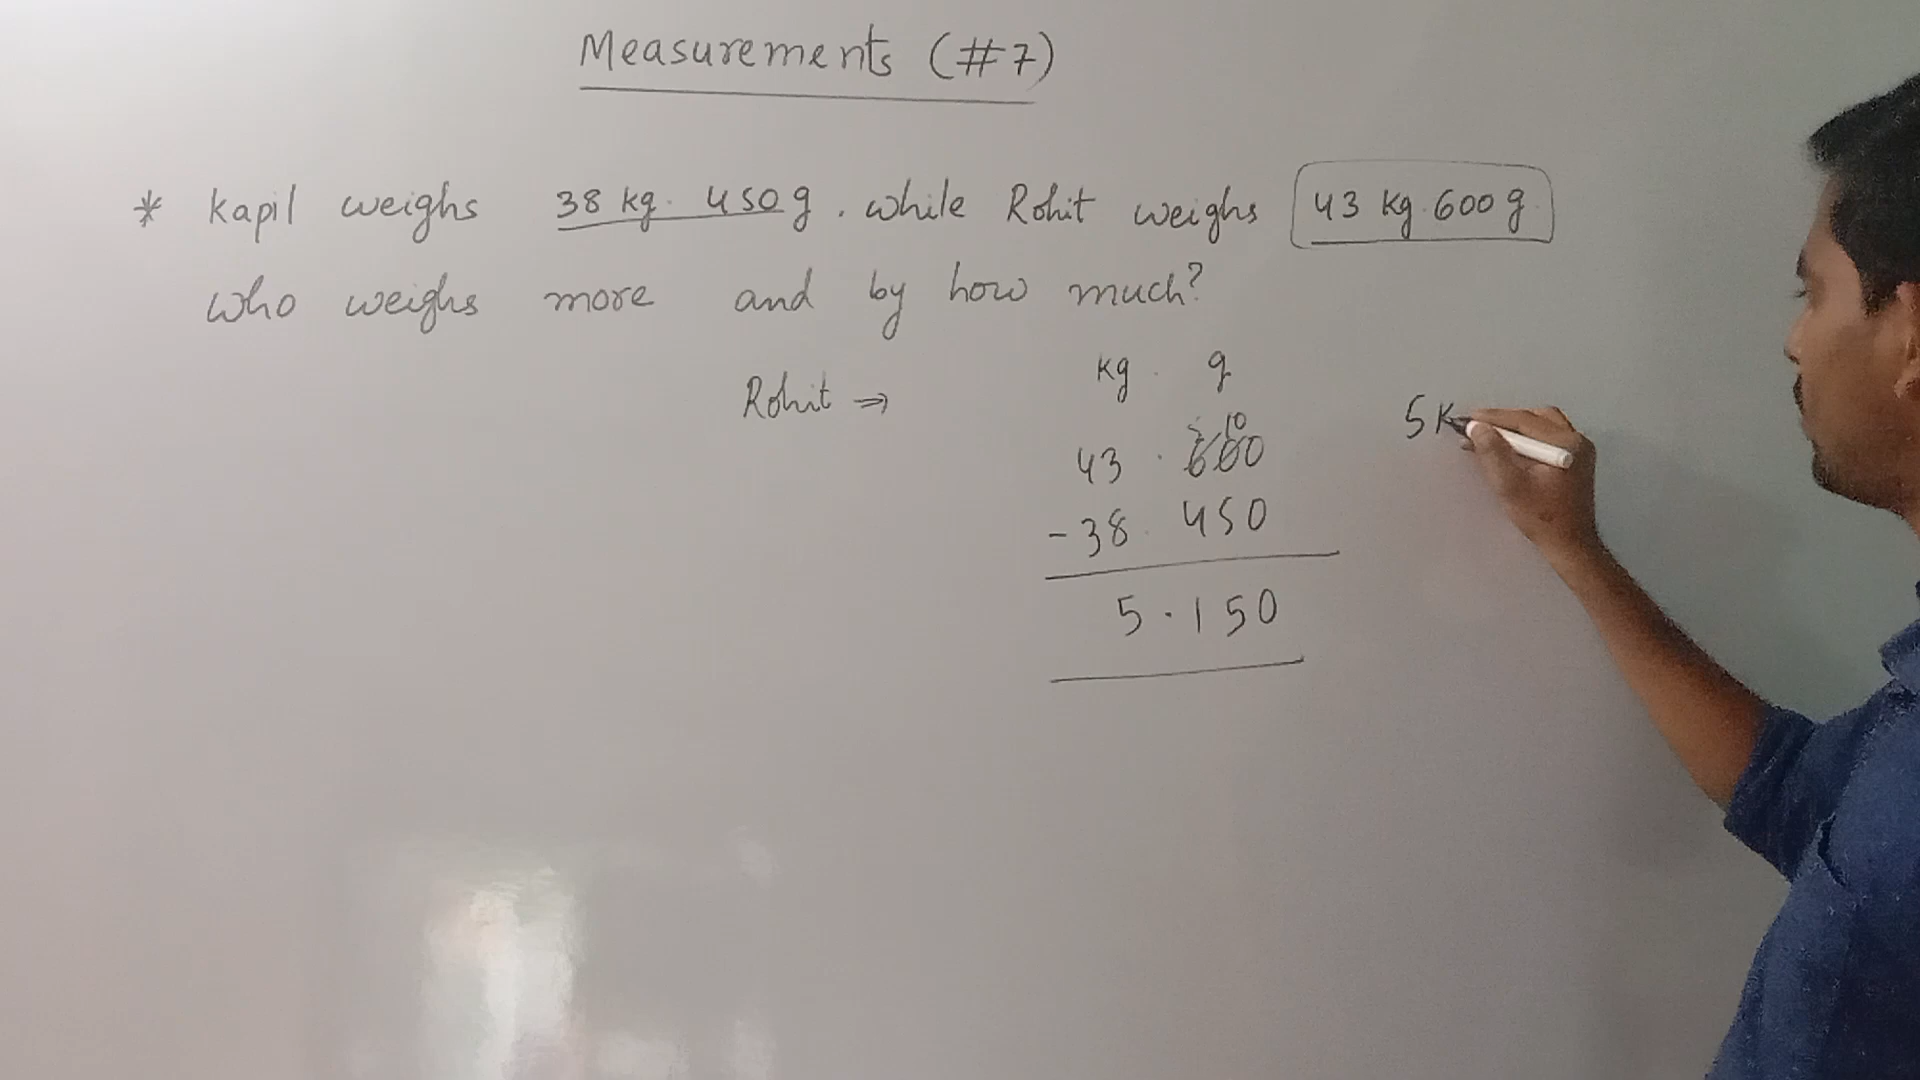 Measurements (#7)
* Kapil weighs 38 kg. 450 g. while Rohit weighs 43 kg. 600 g.
who weighs more and by how much?
kg . g
Rohit ⇒
5 10
43 . 600
- 38 . 450
5 . 150
5 K